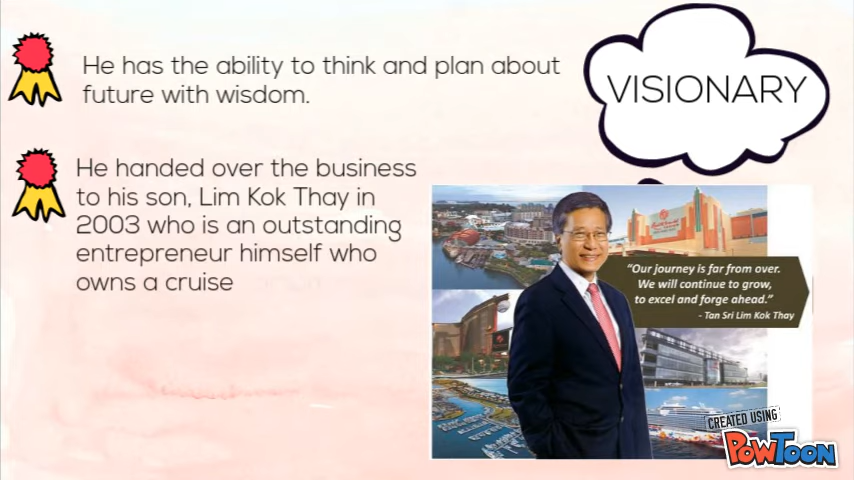 He has the ability to think and plan about
future with wisdom.
VISIONARY
He handed over the business
to his son, Lim Kok Thay in
2003 who is an outstanding
entrepreneur himself who
owns a cruise
"Our journey is far from over.
We will continue to grow,
to excel and forge ahead."
- Tan Sri Lim Kok Thay
CREATED USING
POWTOON